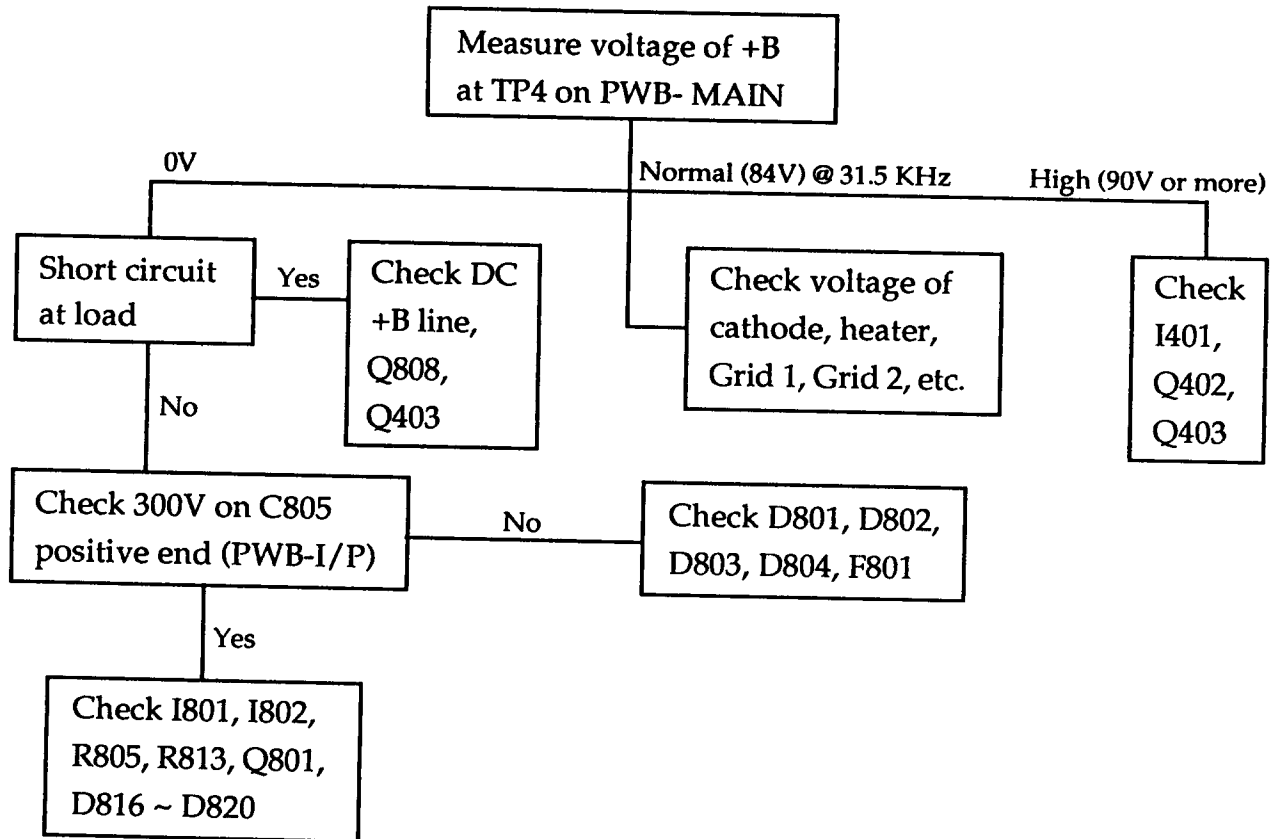 Measure voltage of +B
at TP4 on PWB- MAIN
0V
Normal (84V) @ 31.5 KHz
High (90V or more)
Short circuit
at load
Yes
Check DC
+B line,
Q808,
Q403
Check voltage of
cathode, heater,
Grid 1, Grid 2, etc.
Check
I401,
Q402,
Q403
No
Check 300V on C805
positive end (PWB-I/P)
No
Check D801, D802,
D803, D804, F801
Yes
Check I801, I802,
R805, R813, Q801,
D816 ~ D820